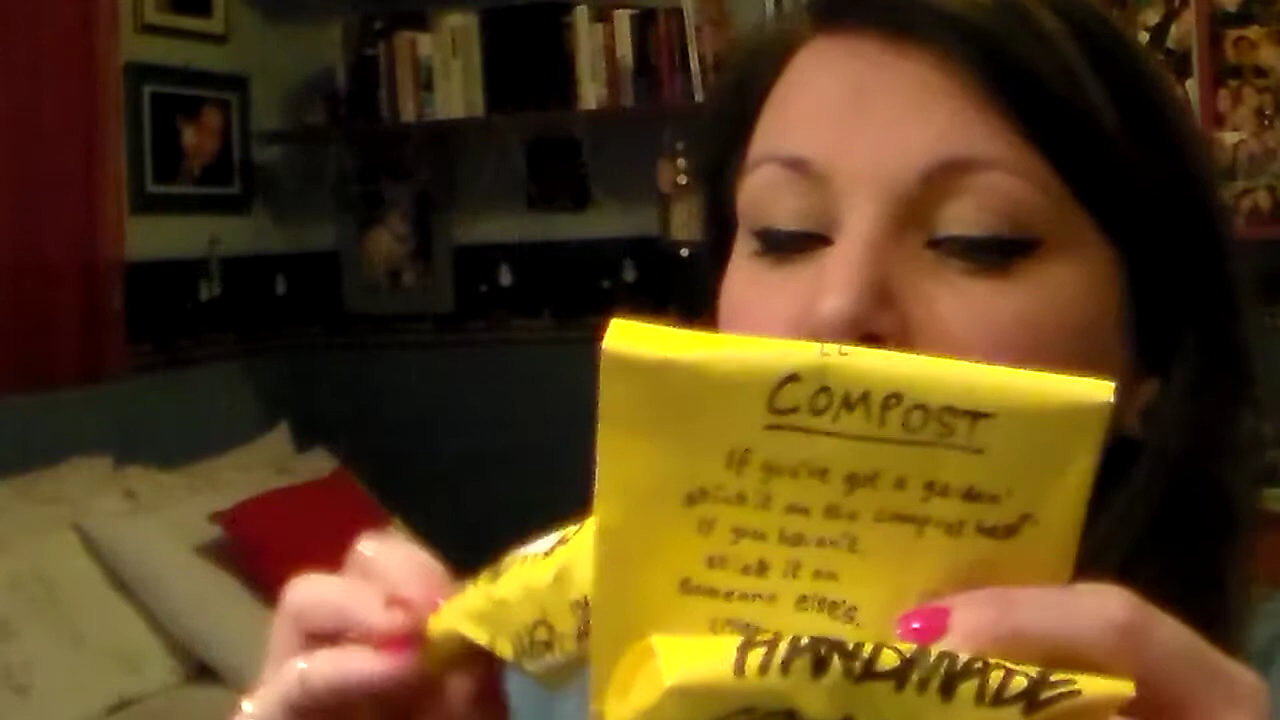 COMPOST
If you've got a garden
stick it on the compost heap.
If you haven't
stick it on
someone else's.
HANDMADE